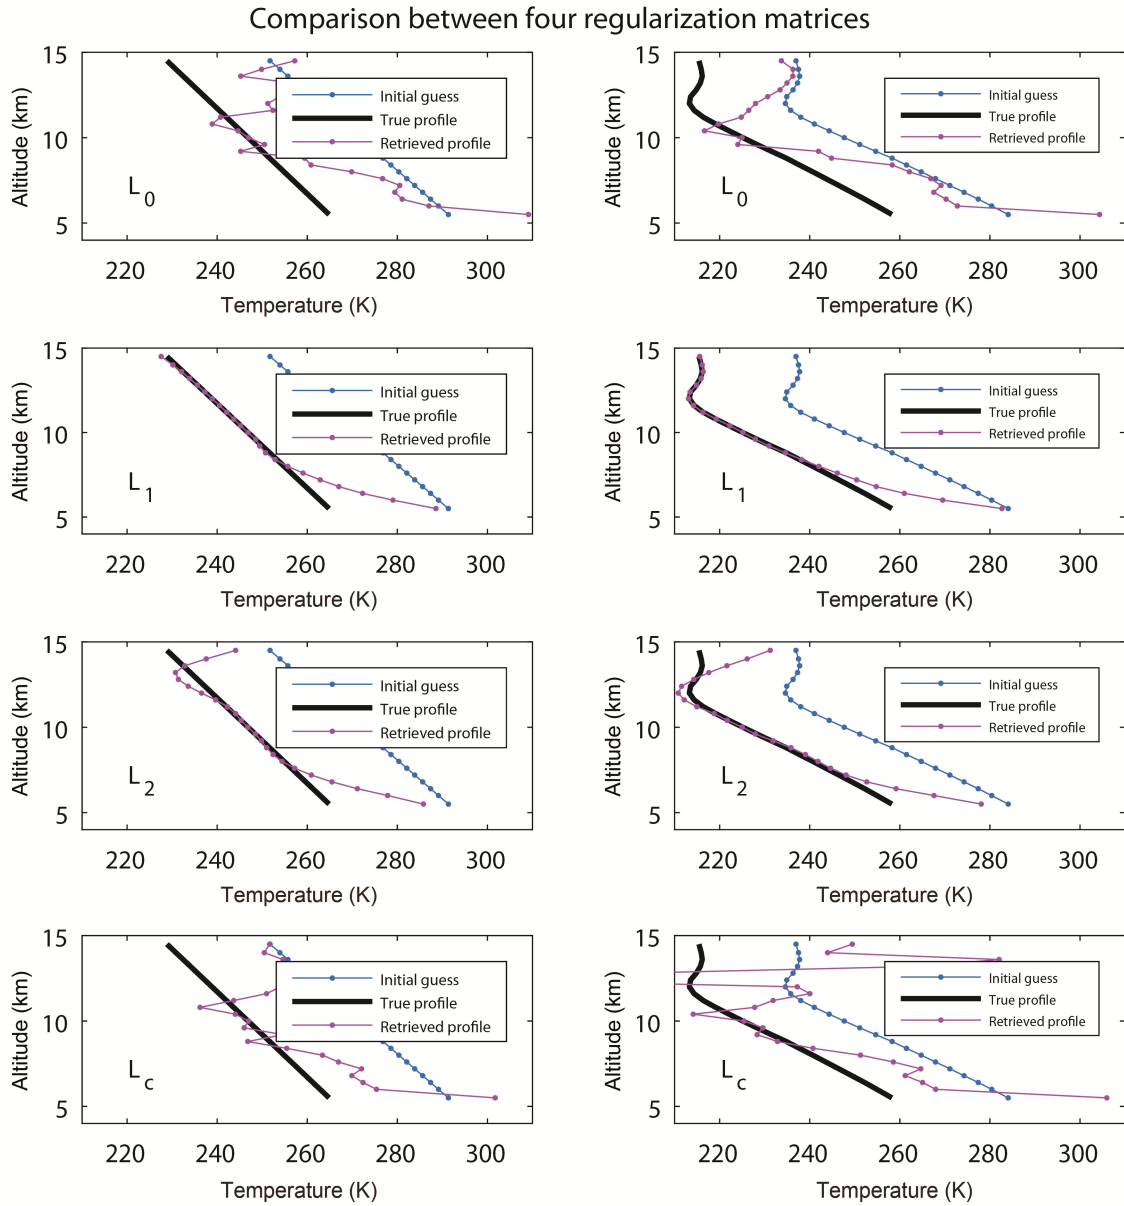 Comparison between four regularization matrices
15
10
5
Altitude (km)
L0
Initial guess
True profile
Retrieved profile
220 240 260 280 300
Temperature (K)
15
10
5
Altitude (km)
L0
Initial guess
True profile
Retrieved profile
220 240 260 280 300
Temperature (K)
15
10
5
Altitude (km)
L1
Initial guess
True profile
Retrieved profile
220 240 260 280 300
Temperature (K)
15
10
5
Altitude (km)
L1
Initial guess
True profile
Retrieved profile
220 240 260 280 300
Temperature (K)
15
10
5
Altitude (km)
L2
Initial guess
True profile
Retrieved profile
220 240 260 280 300
Temperature (K)
15
10
5
Altitude (km)
L2
Initial guess
True profile
Retrieved profile
220 240 260 280 300
Temperature (K)
15
10
5
Altitude (km)
Lc
Initial guess
True profile
Retrieved profile
220 240 260 280 300
Temperature (K)
15
10
5
Altitude (km)
Lc
Initial guess
True profile
Retrieved profile
220 240 260 280 300
Temperature (K)